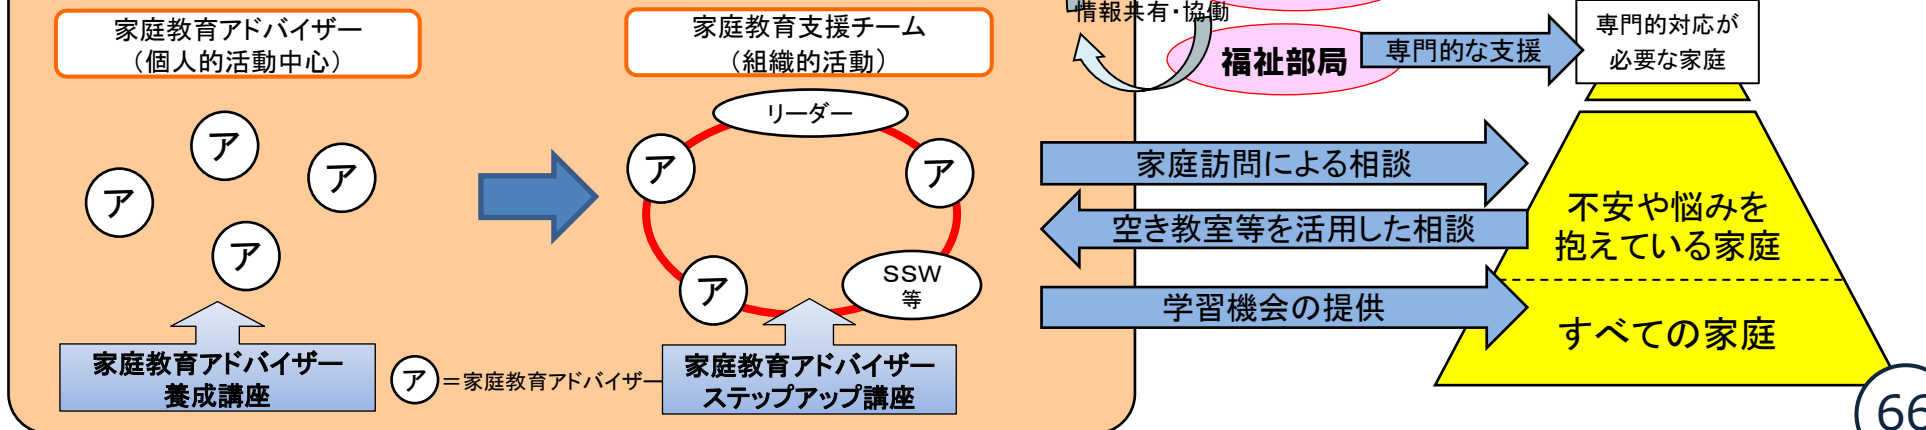 家庭教育アドバイザー
（個人的活動中心）
家庭教育支援チーム
（組織的活動）
情報共有・協働
福祉部局
専門的な支援
専門的対応が
必要な家庭
リーダー
ア
ア
ア
ア
ア
ア
ア
SSW
等
家庭訪問による相談
空き教室等を活用した相談
学習機会の提供
不安や悩みを
抱えている家庭
すべての家庭
家庭教育アドバイザー
養成講座
ア＝家庭教育アドバイザー
家庭教育アドバイザー
ステップアップ講座
66